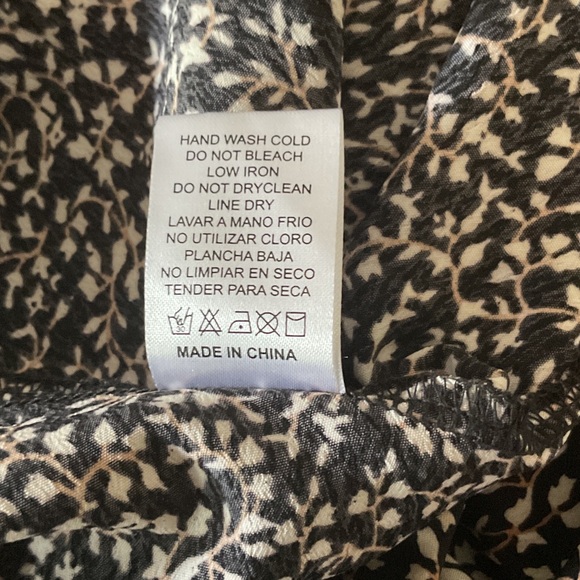 HAND WASH COLD
DO NOT BLEACH
LOW IRON
DO NOT DRYCLEAN
LINE DRY
LAVAR A MANO FRIO
NO UTILIZAR CLORO
PLANCHA BAJA
NO LIMPIAR EN SECO
TENDER PARA SECA
MADE IN CHINA